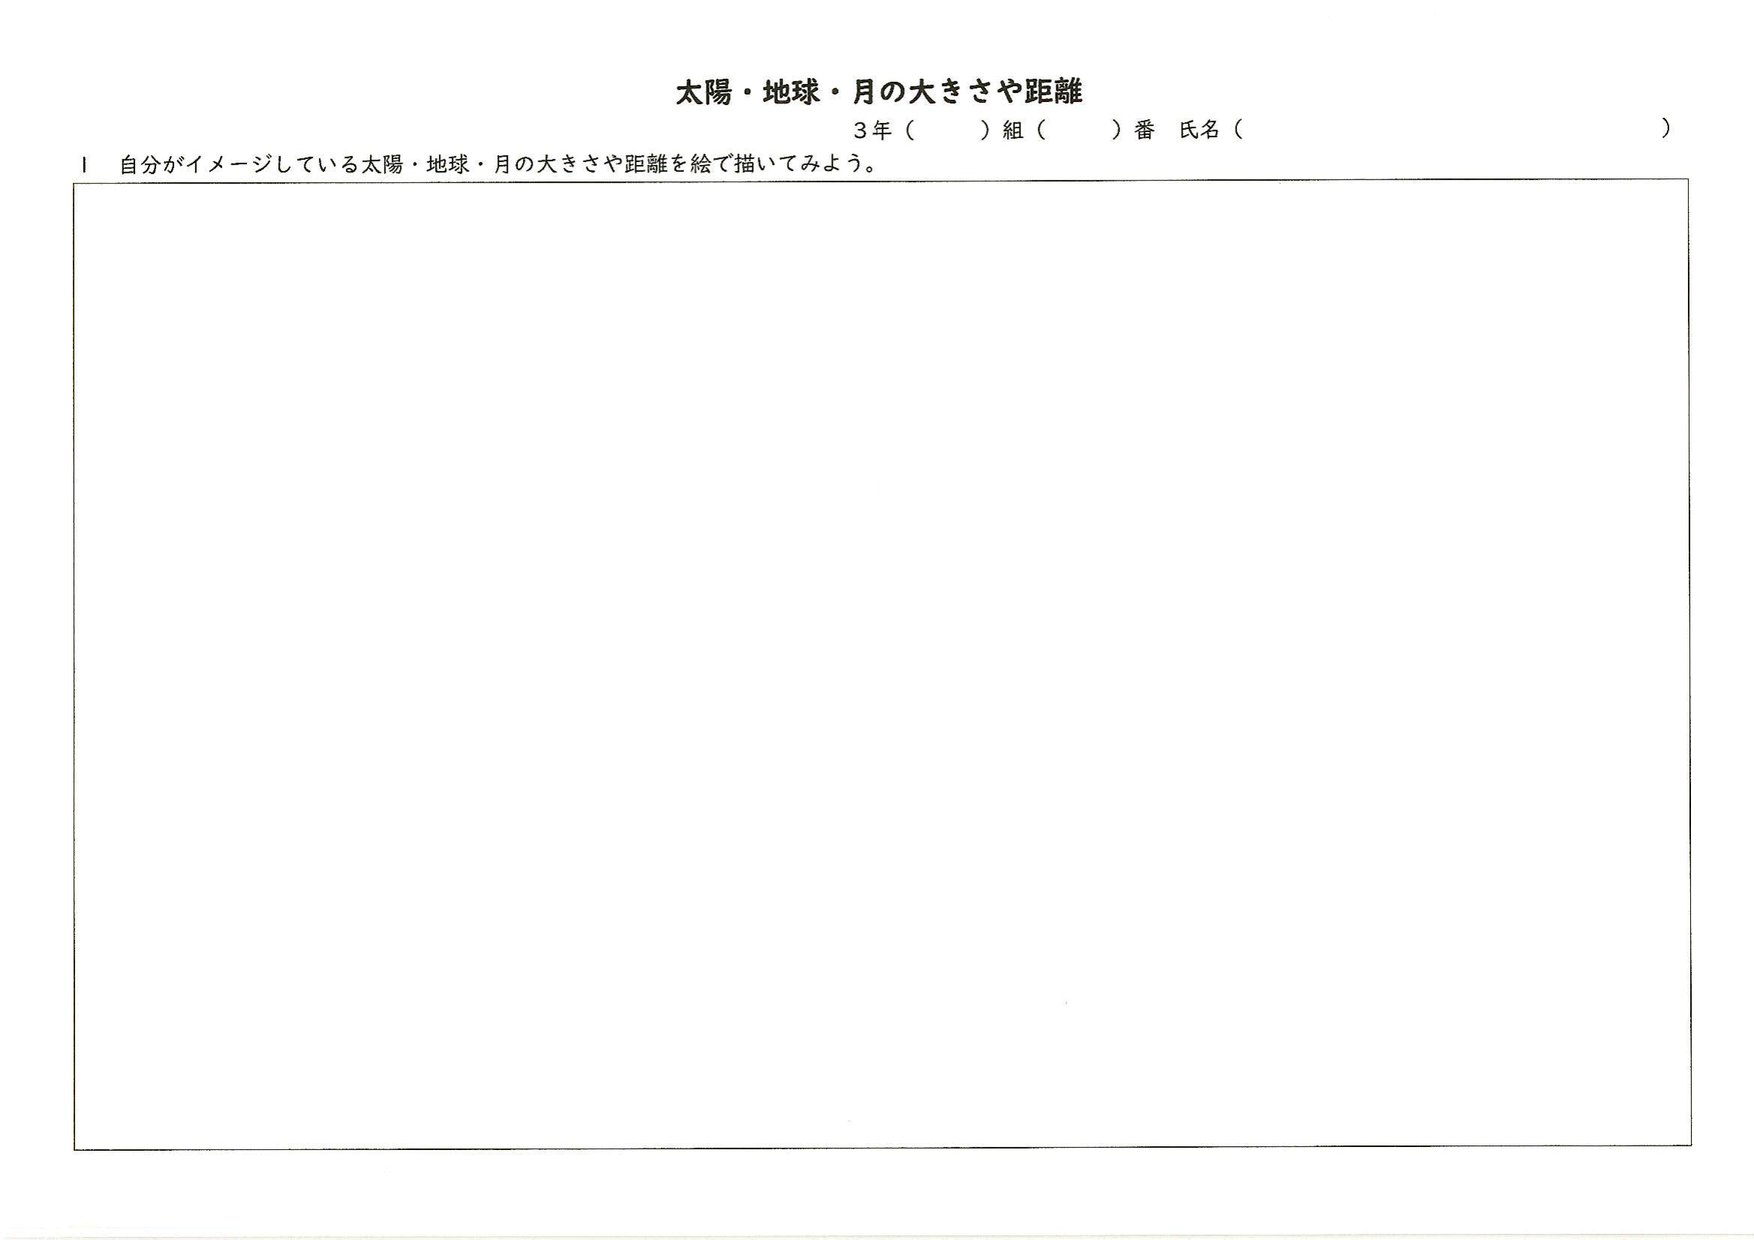 太陽・地球・月の大きさや距離
３年（　　　）組（　　　）番　氏名（　　　　　　　　　　　　　　　　　　　）
１　自分がイメージしている太陽・地球・月の大きさや距離を絵で描いてみよう。